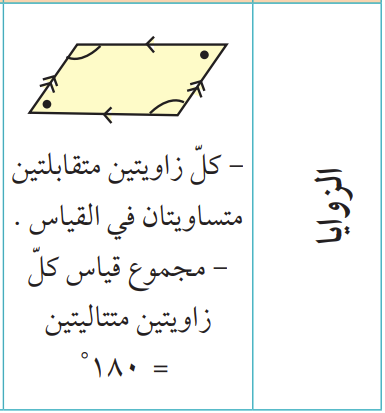 الزوايا
– كلّ زاويتين متقابلتين
متساويتان في القياس .
– مجموع قياس كلّ
زاويتين متتاليتين
= ١٨٠°